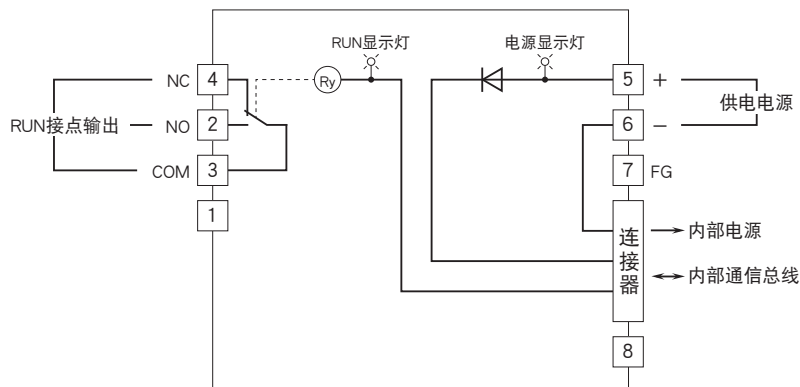 RUN显示灯
电源显示灯
NC
4
Ry
5
+
供电电源
RUN接点输出
NO
2
6
−
COM
3
7
FG
1
连接器
内部电源
内部通信总线
8